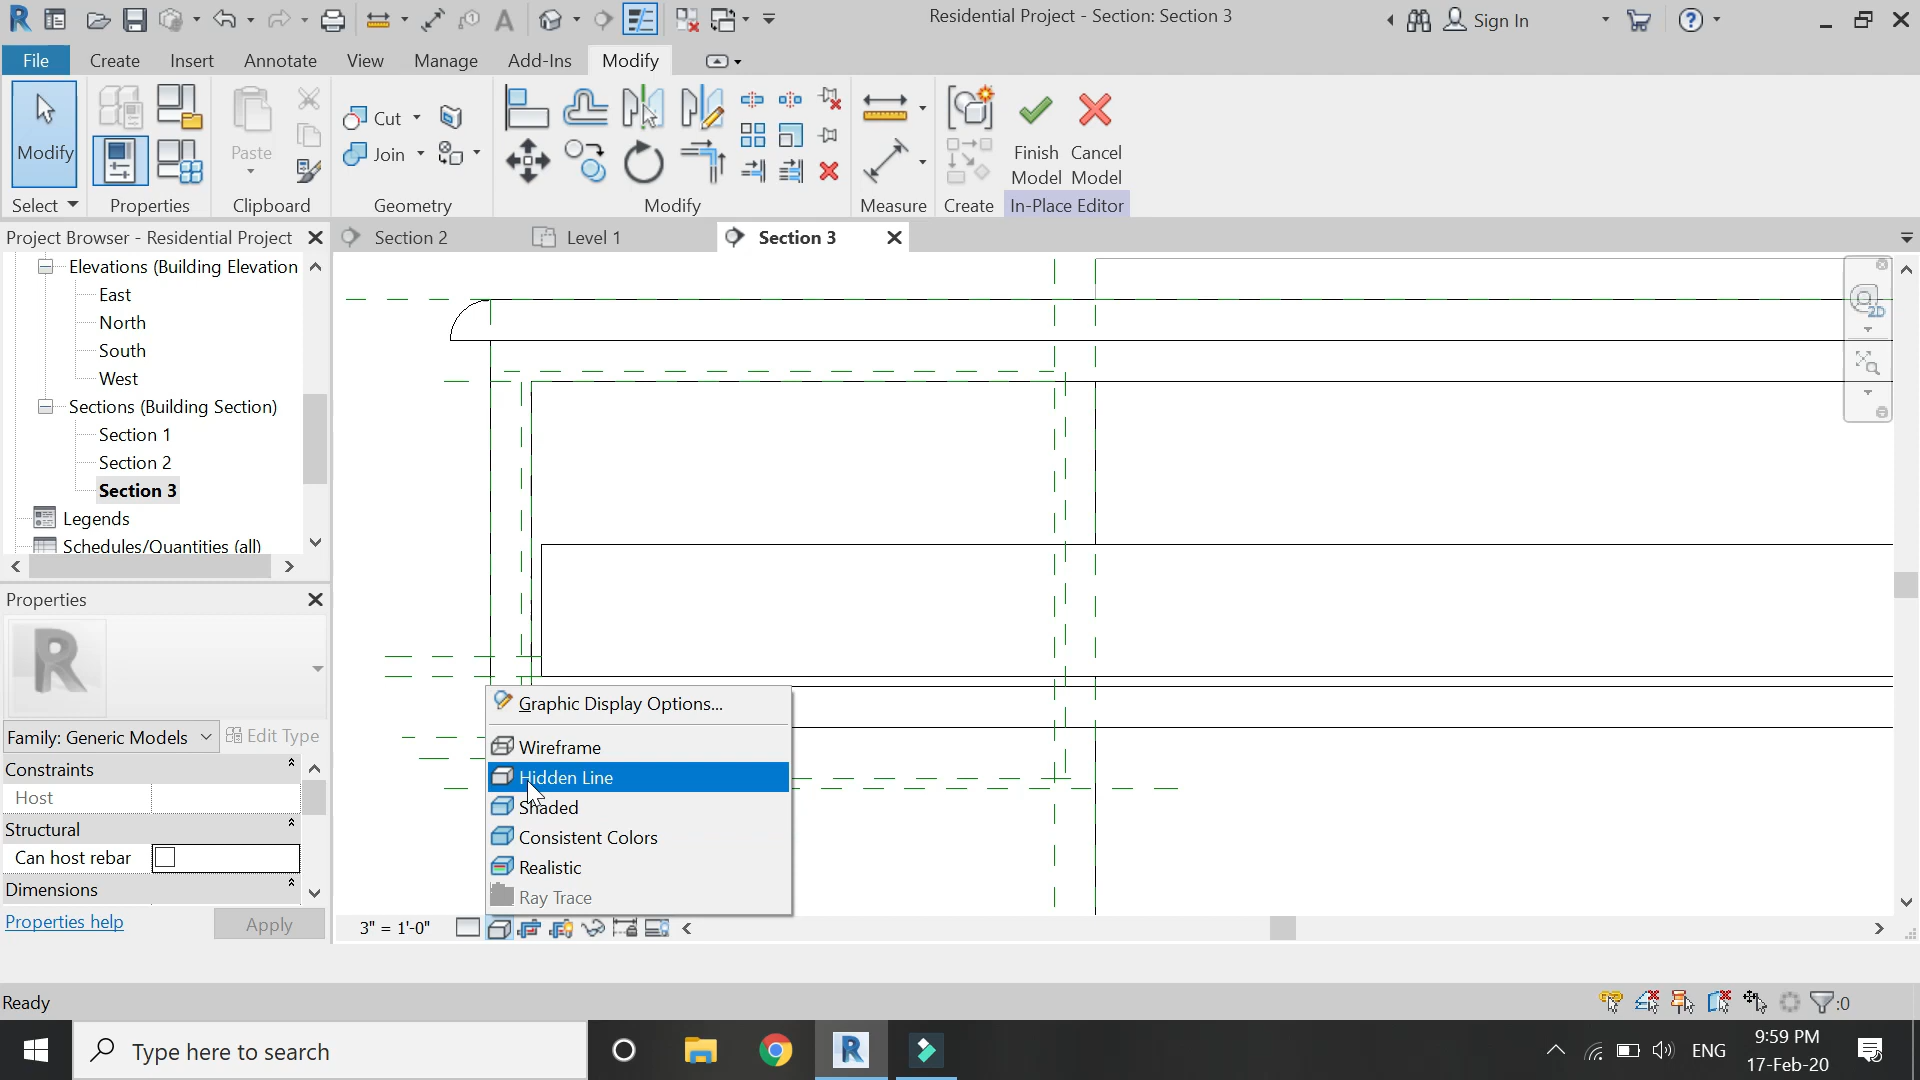 Residential Project - Section: Section 3
Sign In
File
Create
Insert
Annotate
View
Manage
Add-Ins
Modify
Modify
Select
Properties
Paste
Clipboard
Cut
Join
Geometry
Modify
Measure
Create
Finish
Model
Cancel
Model
In-Place Editor
Project Browser - Residential Project
Section 2
Level 1
Section 3
Elevations (Building Elevation
East
North
South
West
Sections (Building Section)
Section 1
Section 2
Section 3
Legends
Schedules/Quantities (all)
2D
Properties
R
Family: Generic Models
Edit Type
Constraints
Host
Structural
Can host rebar
Dimensions
Properties help
Apply
Graphic Display Options...
Wireframe
Hidden Line
Shaded
Consistent Colors
Realistic
Ray Trace
3" = 1'-0"
Ready
:0
Type here to search
R
ENG
9:59 PM
17-Feb-20